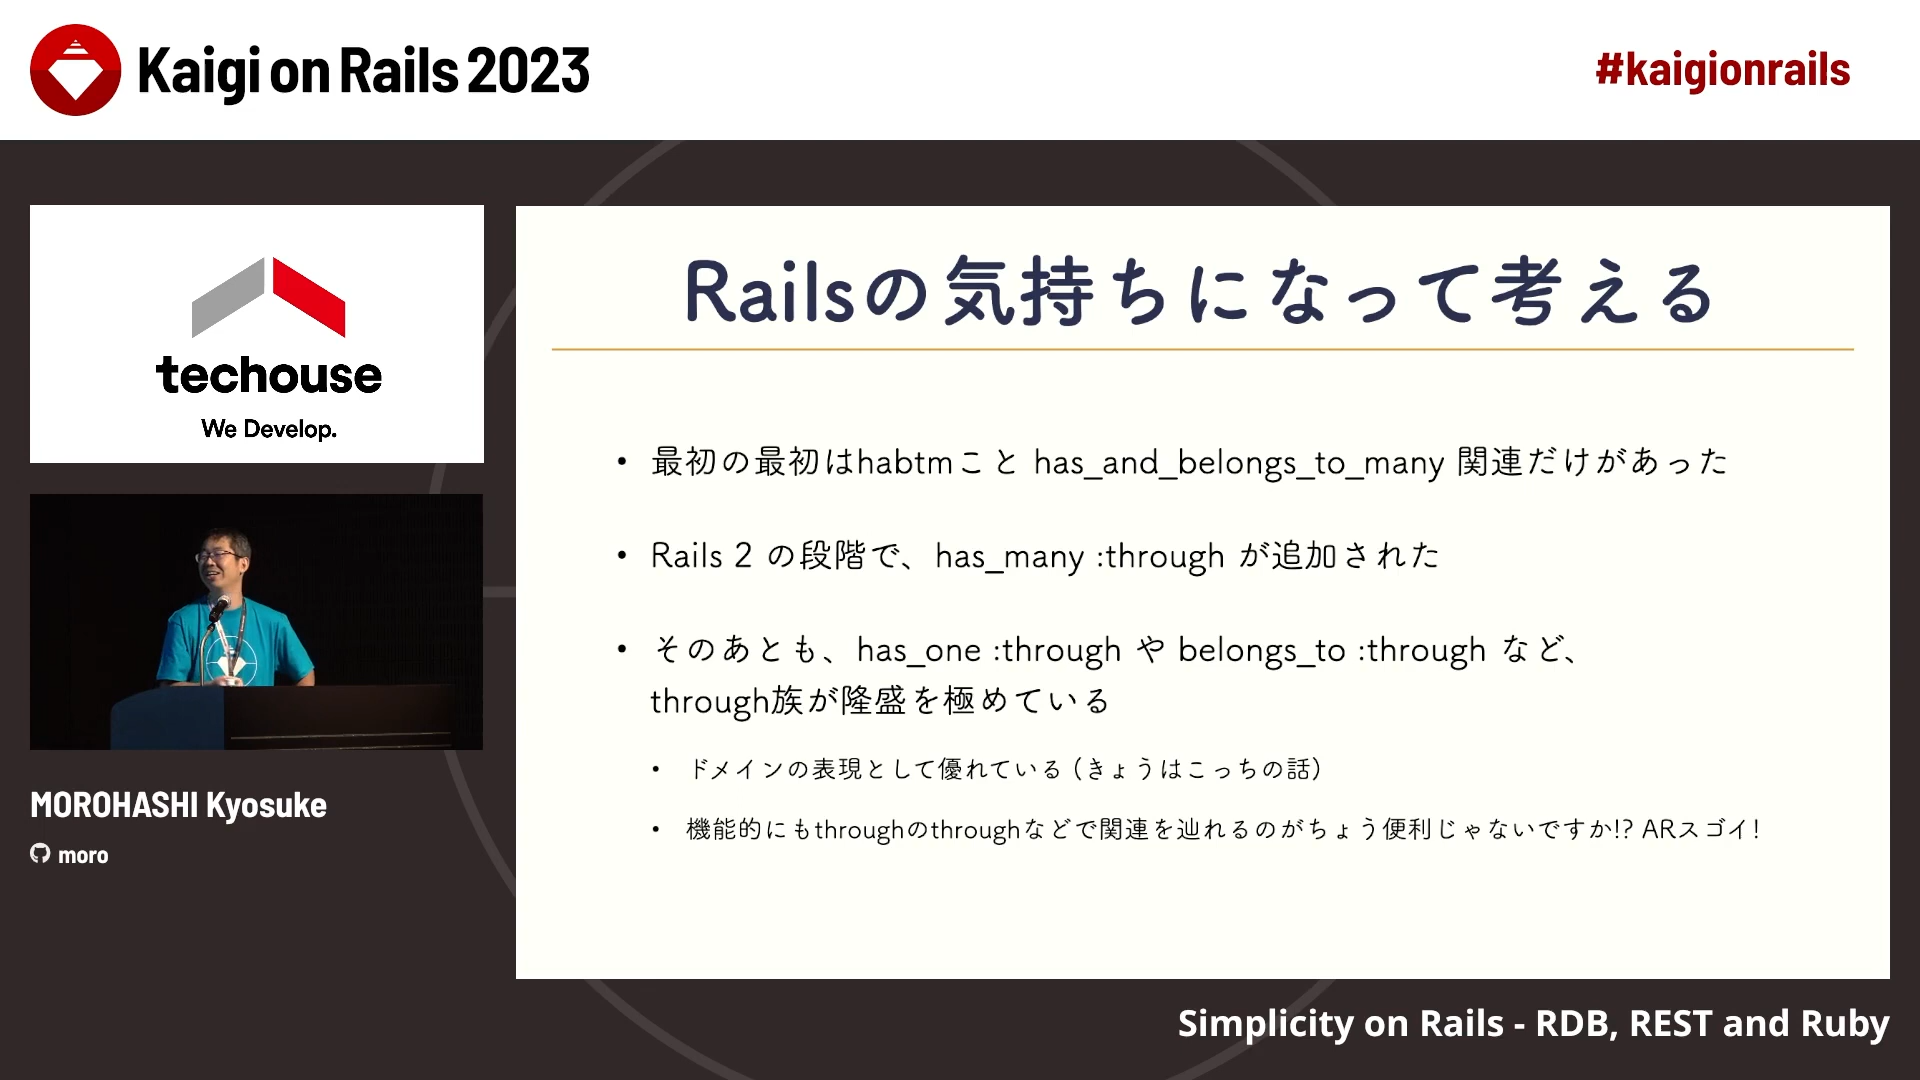 Kaigi on Rails 2023
#kaigionrails
techouse
We Develop.
MOROHASHI Kyosuke
moro
Railsの気持ちになって考える
• 最初の最初はhabtmこと has_and_belongs_to_many 関連だけがあった
• Rails 2 の段階で、has_many :through が追加された
• そのあとも、has_one :through や belongs_to :through など、
through族が隆盛を極めている
• ドメインの表現として優れている（きょうはこっちの話）
• 機能的にもthroughのthroughなどで関連を辿れるのがちょう便利じゃないですか!? ARスゴイ!
Simplicity on Rails - RDB, REST and Ruby